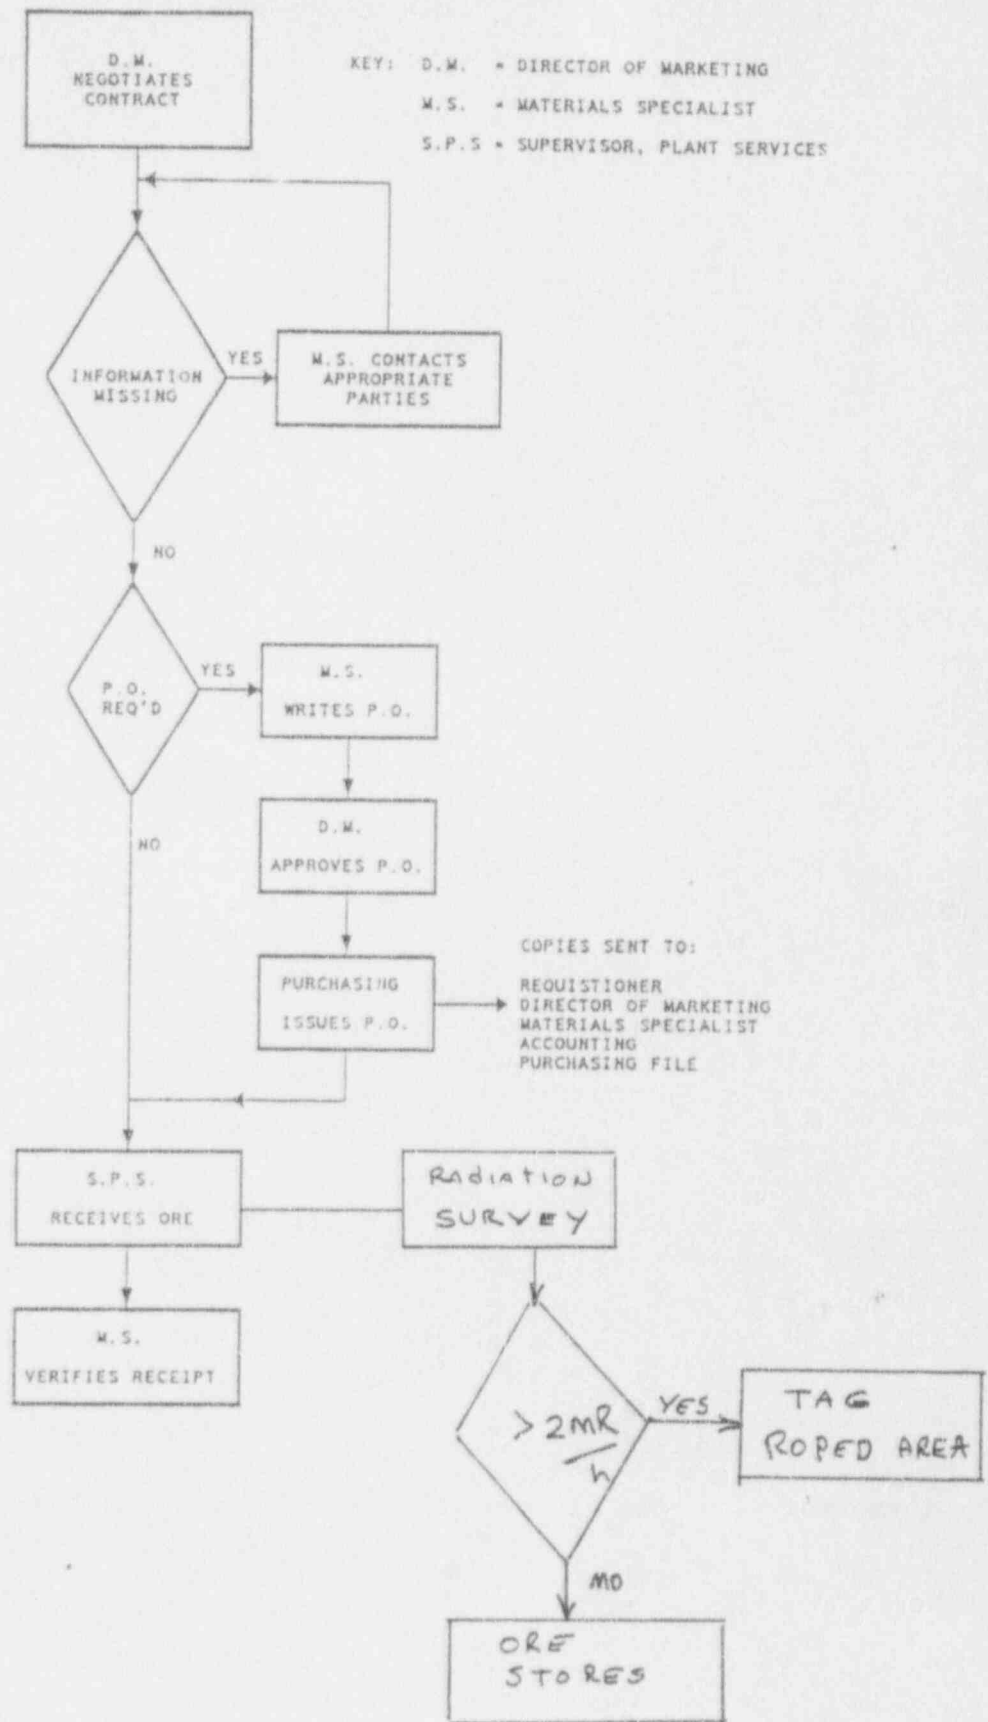 D.M.
NEGOTIATES
CONTRACT
KEY: D.M. = DIRECTOR OF MARKETING
M.S. = MATERIALS SPECIALIST
S.P.S = SUPERVISOR, PLANT SERVICES
INFORMATION
MISSING
YES
M.S. CONTACTS
APPROPRIATE
PARTIES
NO
P.O.
REQ'D
YES
M.S.
WRITES P.O.
D.M.
APPROVES P.O.
NO
PURCHASING
ISSUES P.O.
COPIES SENT TO:
REQUISTIONER
DIRECTOR OF MARKETING
MATERIALS SPECIALIST
ACCOUNTING
PURCHASING FILE
S.P.S.
RECEIVES ORE
RADIATION
SURVEY
M.S.
VERIFIES RECEIPT
> 2mR
h
YES
TAG
ROPED AREA
NO
ORE
STORES